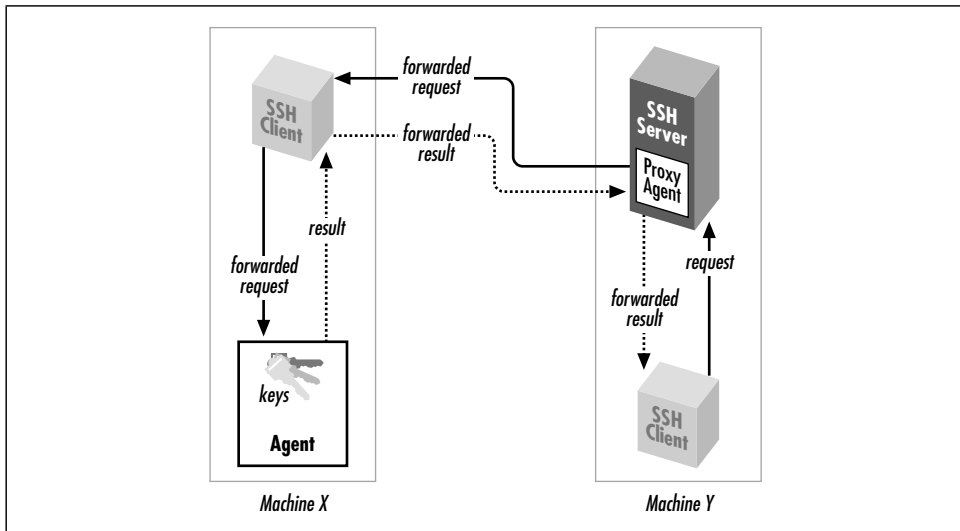 forwarded
request
SSH
Client
SSH
Server
forwarded
result
Proxy
Agent
result
request
forwarded
request
forwarded
result
keys
Agent
SSH
Client
Machine X
Machine Y